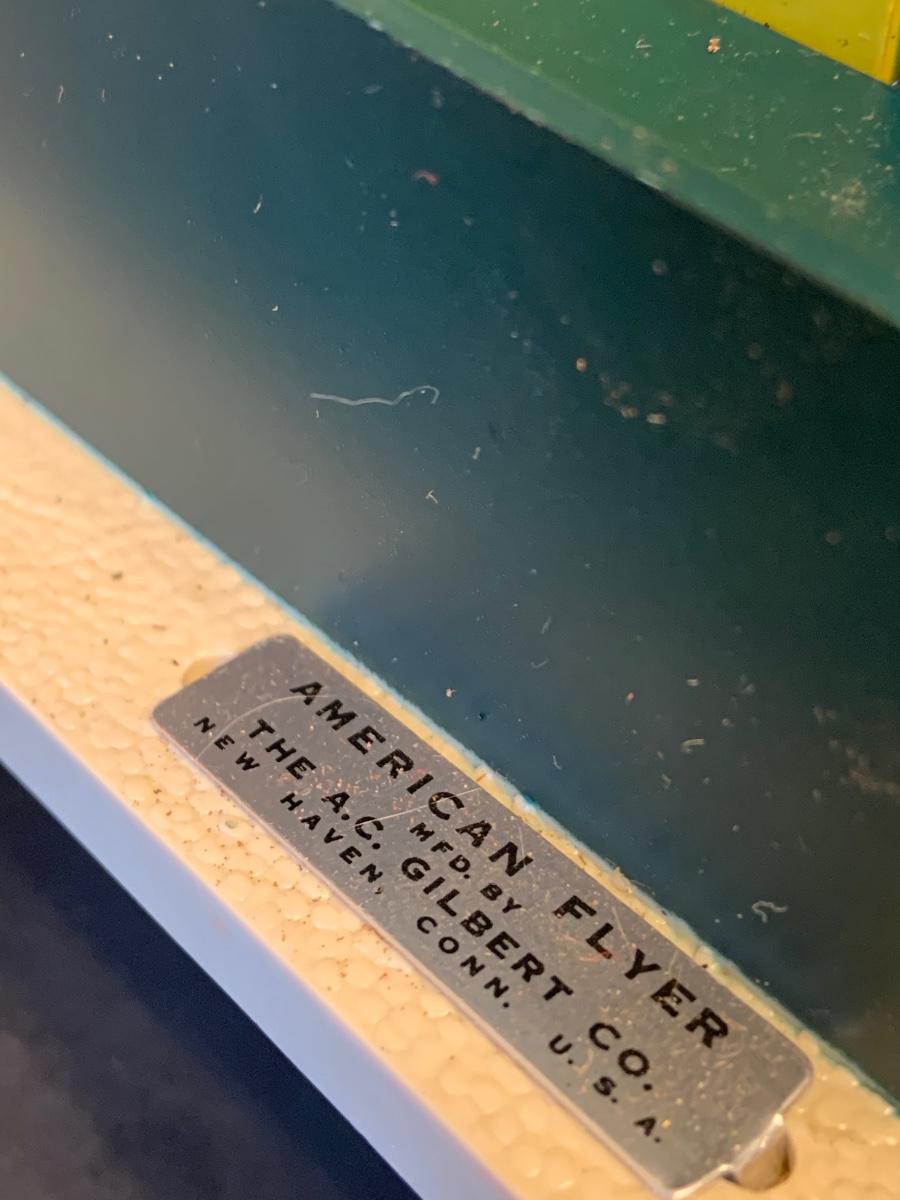 AMERICAN FLYER
MFD. BY
THE A.C. GILBERT CO.
NEW HAVEN, CONN. U. S. A.